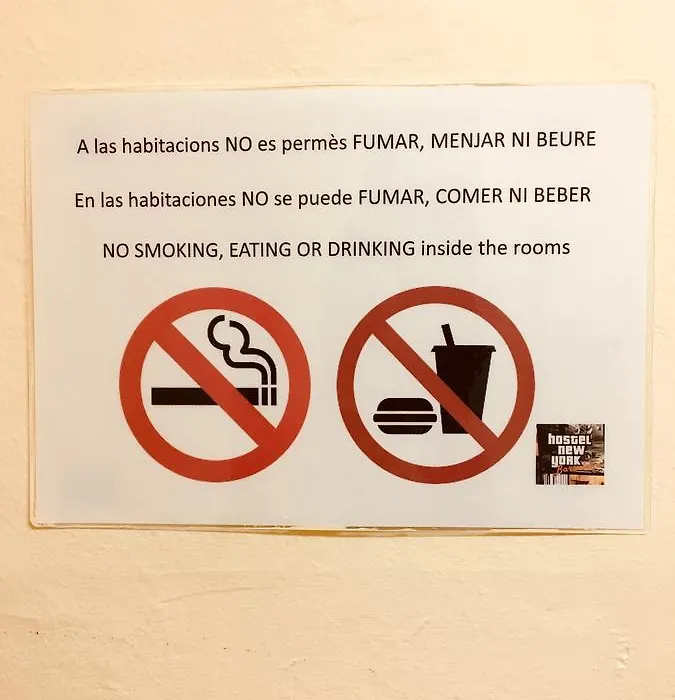 A las habitacions NO es permès FUMAR, MENJAR NI BEURE
En las habitaciones NO se puede FUMAR, COMER NI BEBER
NO SMOKING, EATING OR DRINKING inside the rooms
hostel
new
york